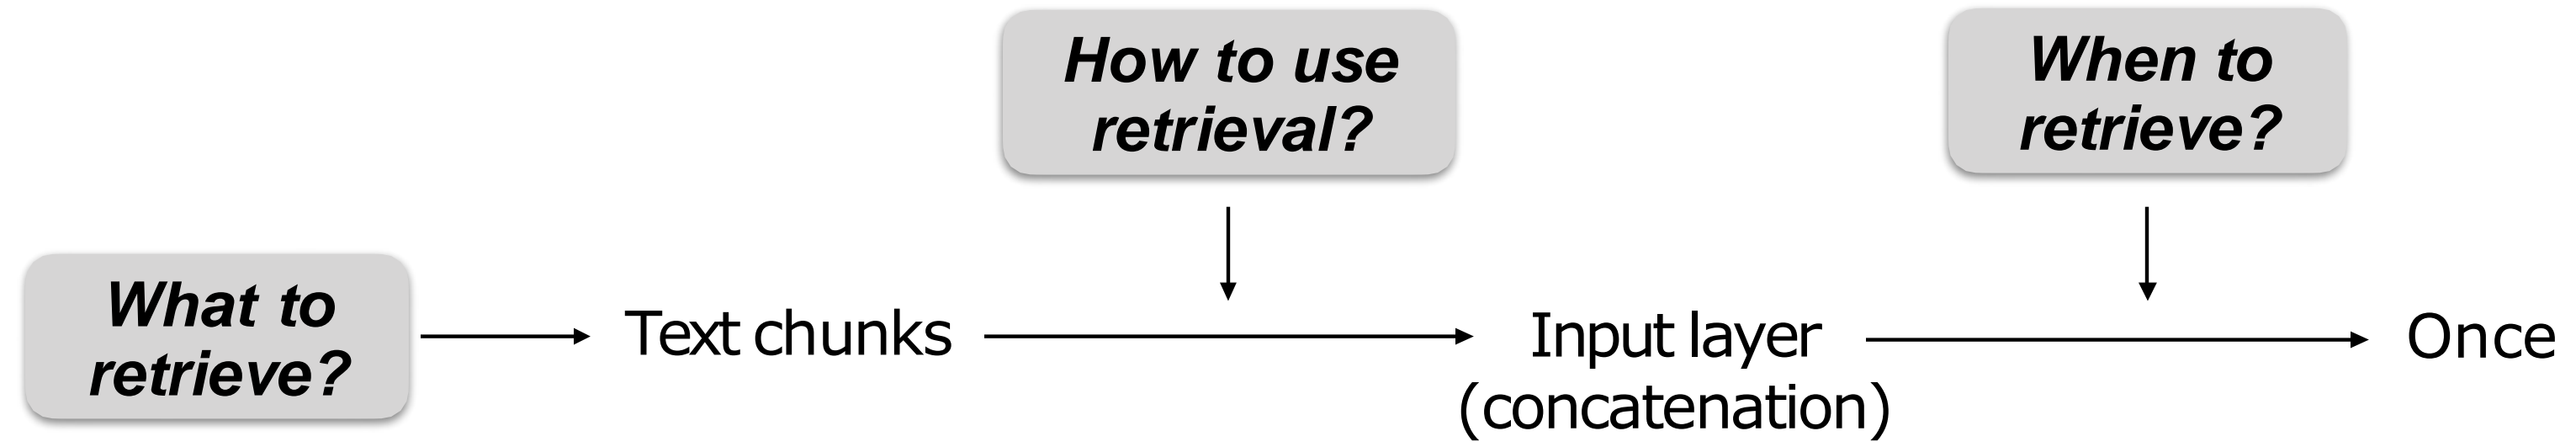 How to use
retrieval?
When to
retrieve?
What to
retrieve?
Text chunks
Input layer
(concatenation)
Once